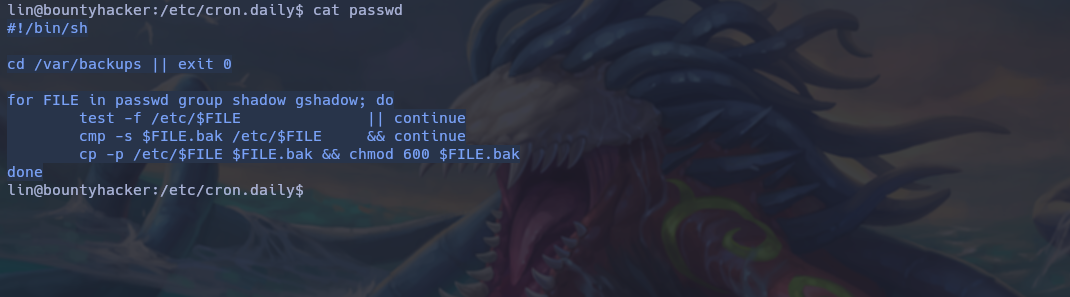 lin@bountyhacker:/etc/cron.daily$ cat passwd
#!/bin/sh
cd /var/backups || exit 0
for FILE in passwd group shadow gshadow; do
        test -f /etc/$FILE              || continue
        cmp -s $FILE.bak /etc/$FILE     && continue
        cp -p /etc/$FILE $FILE.bak && chmod 600 $FILE.bak
done
lin@bountyhacker:/etc/cron.daily$